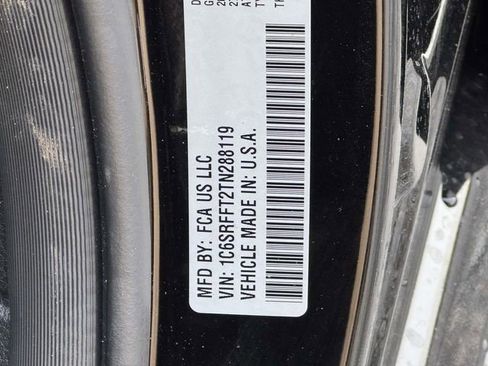 MFD BY: FCA US LLC
VIN: 1C6SRFFT2TN288119
VEHICLE MADE IN: U.S.A.